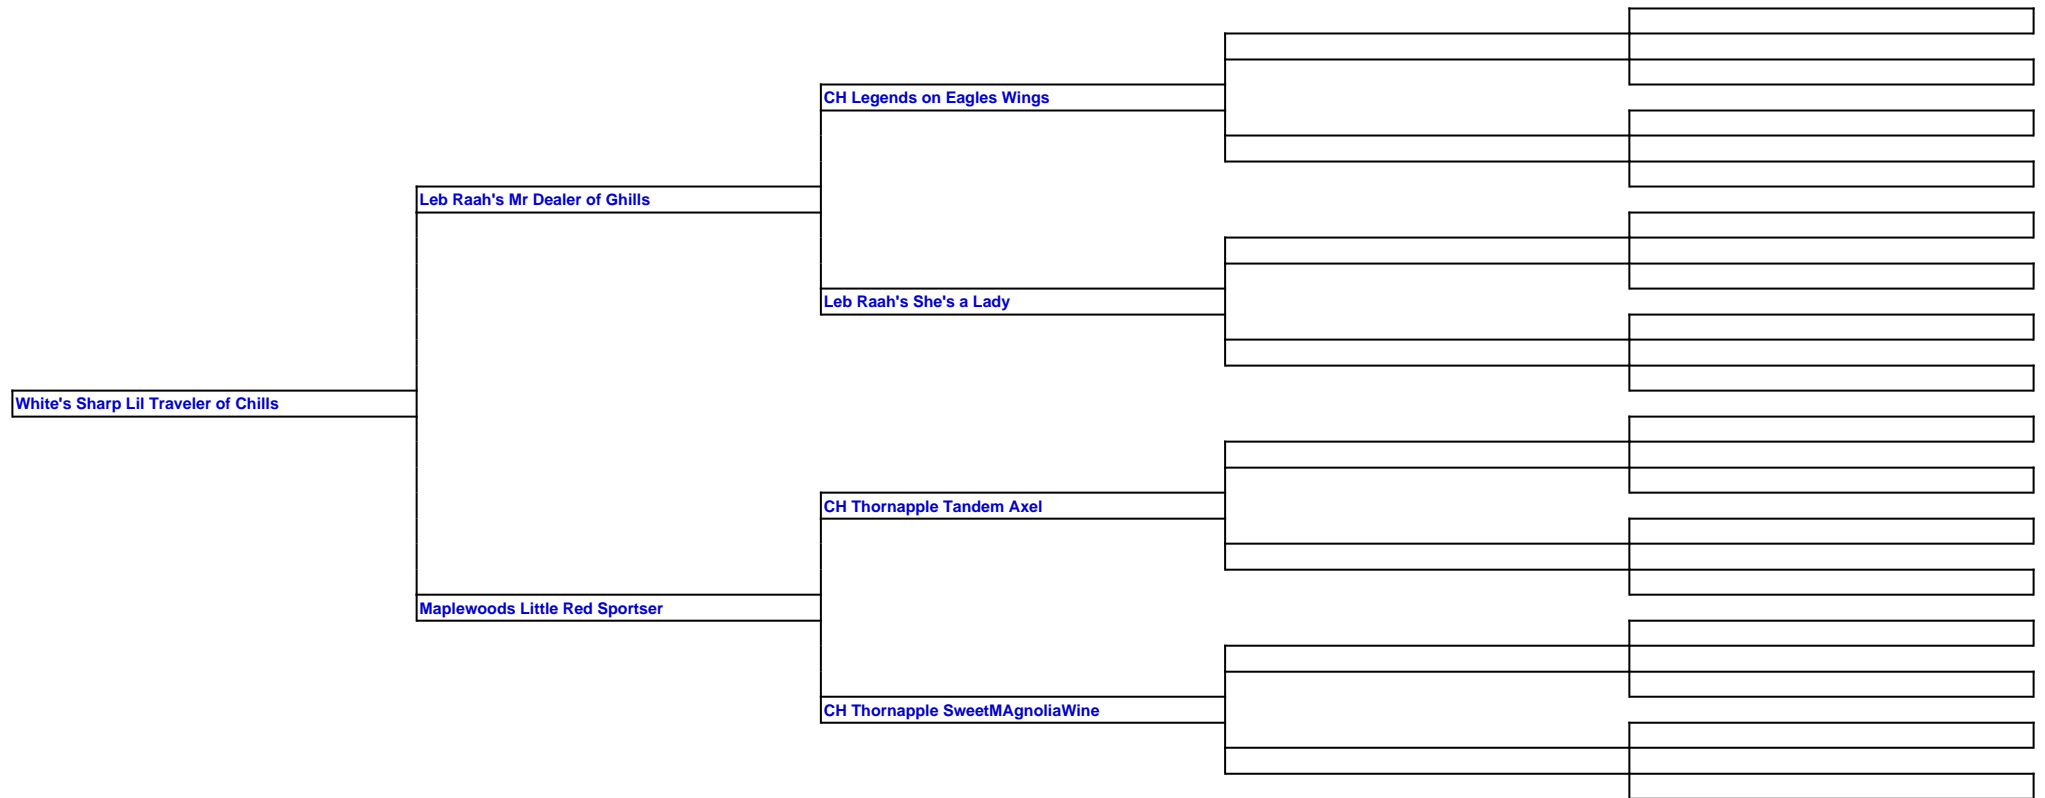 CH Legends on Eagles Wings
Leb Raah's Mr Dealer of Ghills
Leb Raah's She's a Lady
White's Sharp Lil Traveler of Chills
CH Thornapple Tandem Axel
Maplewoods Little Red Sportser
CH Thornapple SweetMAgnoliaWine